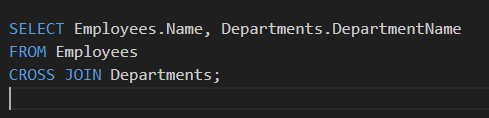 SELECT Employees.Name, Departments.DepartmentName
FROM Employees
CROSS JOIN Departments;